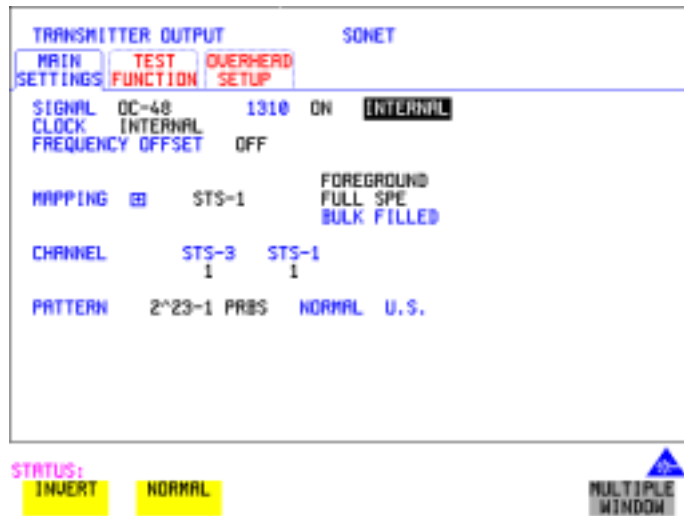 TRANSMITTER OUTPUT SONET
MAIN SETTINGS TEST FUNCTION OVERHEAD SETUP
SIGNAL OC-48 1310 ON INTERNAL
CLOCK INTERNAL
FREQUENCY OFFSET OFF
FOREGROUND
MAPPING STS-1 FULL SPE
BULK FILLED
CHANNEL STS-3 STS-1
1 1
PATTERN 2^23-1 PRBS NORMAL U.S.
STATUS:
INVERT NORMAL MULTIPLE WINDOW